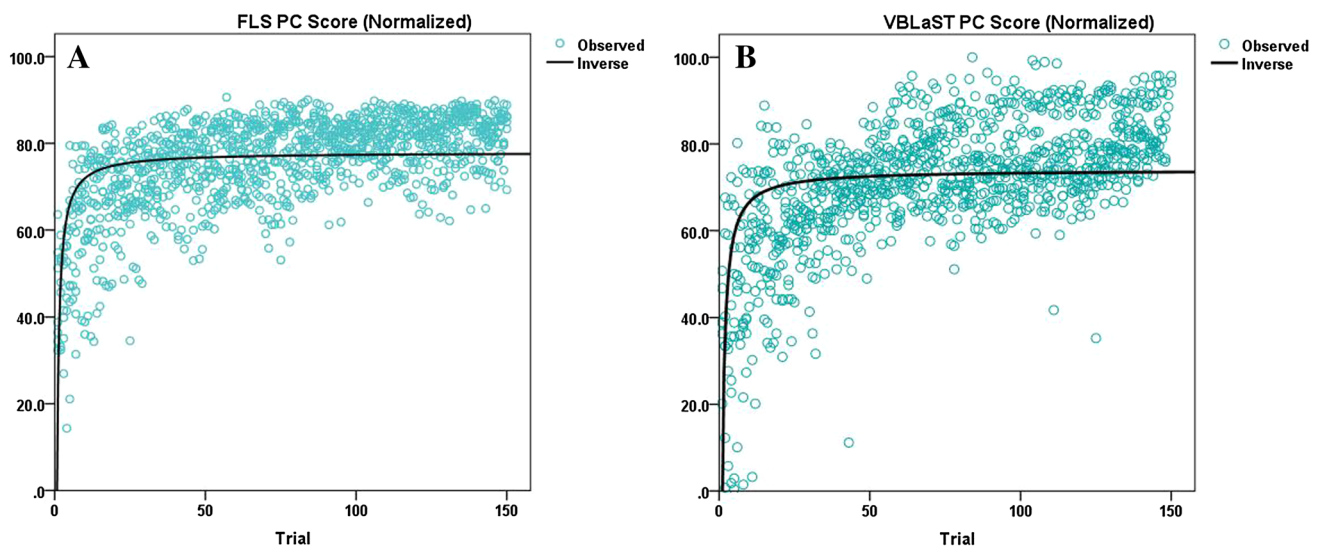 FLS PC Score (Normalized)
A
Observed
Inverse
100.0
80.0
60.0
40.0
20.0
.0
0
50
100
150
Trial
VBLaST PC Score (Normalized)
B
Observed
Inverse
100.0
80.0
60.0
40.0
20.0
.0
0
50
100
150
Trial